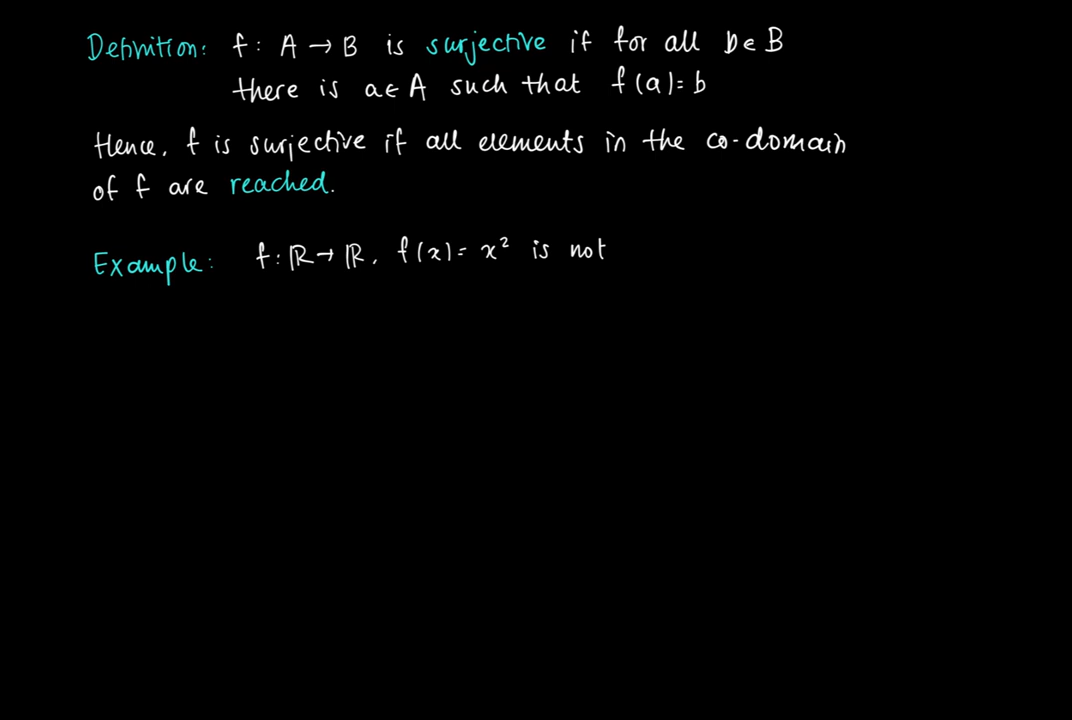 Definition: f: A → B is surjective if for all b ∈ B
there is a ∈ A such that f(a) = b
Hence, f is surjective if all elements in the co-domain
of f are reached.
Example: f: ℝ → ℝ, f(x) = x² is not